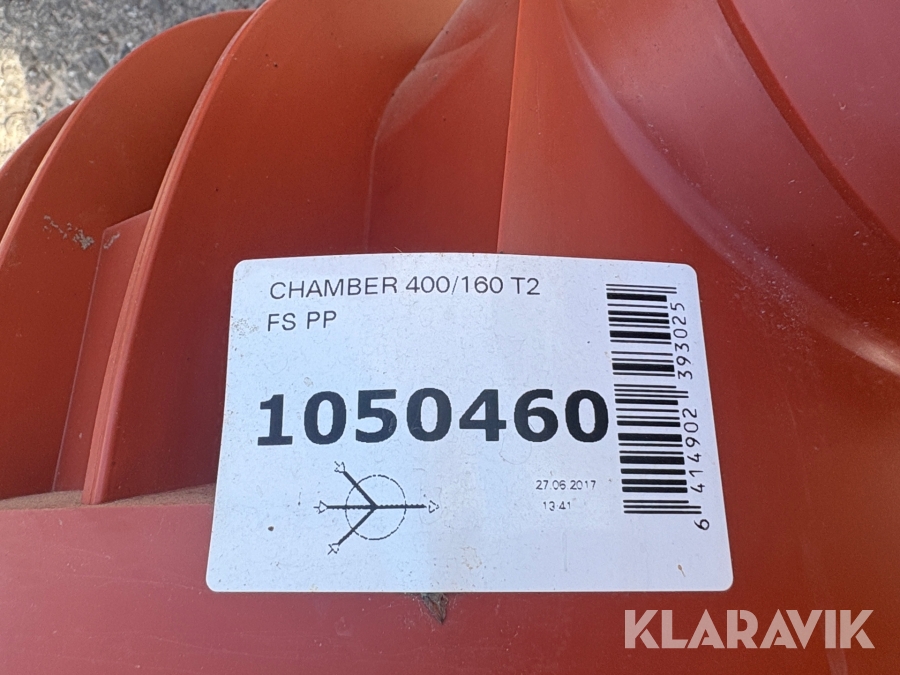 CHAMBER 400/160 T2
FS PP
1050460
27.06.2017
13:41
6 414902 393025
KLARAVIK